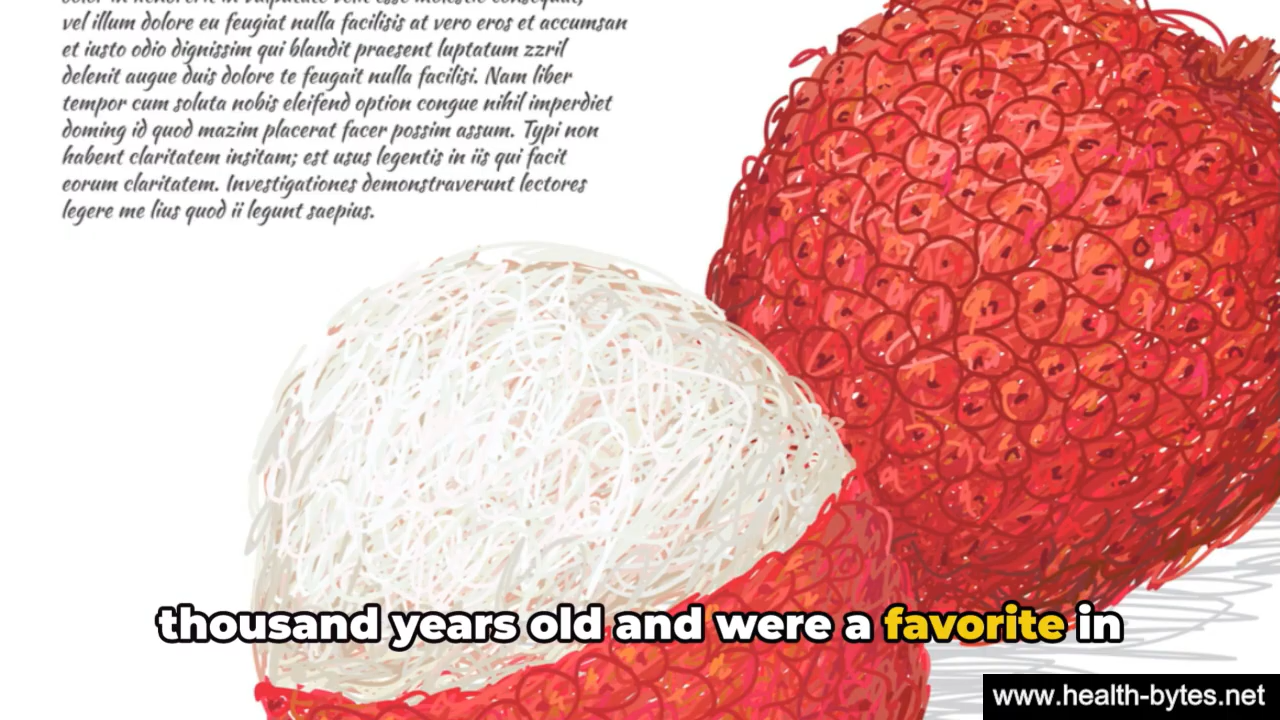 vel illum dolore eu feugiat nulla facilisis at vero eros et accumsan
et iusto odio dignissim qui blandit praesent luptatum zzril
delenit augue duis dolore te feugait nulla facilisi. Nam liber
tempor cum soluta nobis eleifend option congue nihil imperdiet
doming id quod mazim placerat facer possim assum. Typi non
habent claritatem insitam; est usus legentis in iis qui facit
eorum claritatem. Investigationes demonstraverunt lectores
legere me lius quod ii legunt saepius.
thousand years old and were a favorite in
www.health-bytes.net